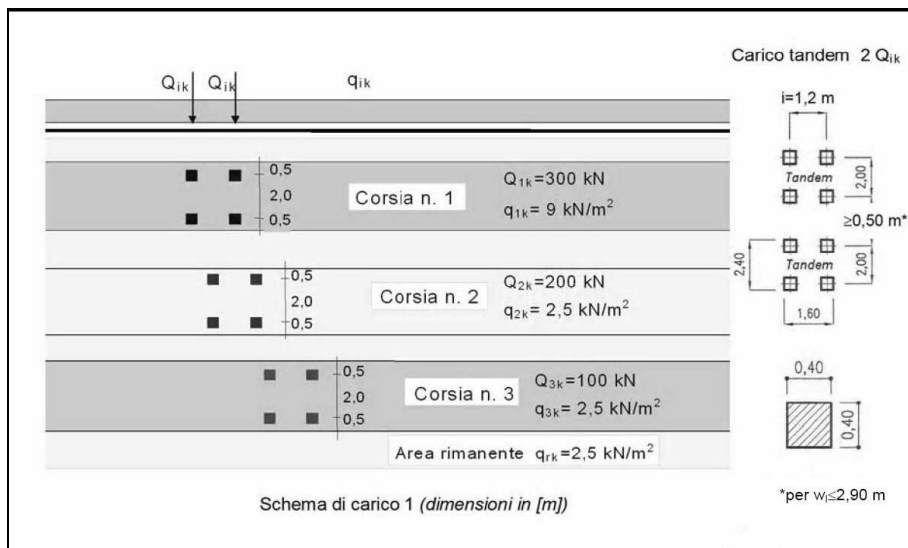 Carico tandem 2 Qik
Qik Qik qik
i=1,2 m
0,5
2,0
0,5
Corsia n. 1
Q1k=300 kN
q1k= 9 kN/m²
Tandem
2,00
≥0,50 m*
0,5
2,0
0,5
Corsia n. 2
Q2k=200 kN
q2k= 2,5 kN/m²
2,40
Tandem
2,00
1,60
0,5
2,0
0,5
Corsia n. 3
Q3k=100 kN
q3k= 2,5 kN/m²
0,40
0,40
Area rimanente qrk=2,5 kN/m²
Schema di carico 1 (dimensioni in [m])
*per wl≤2,90 m